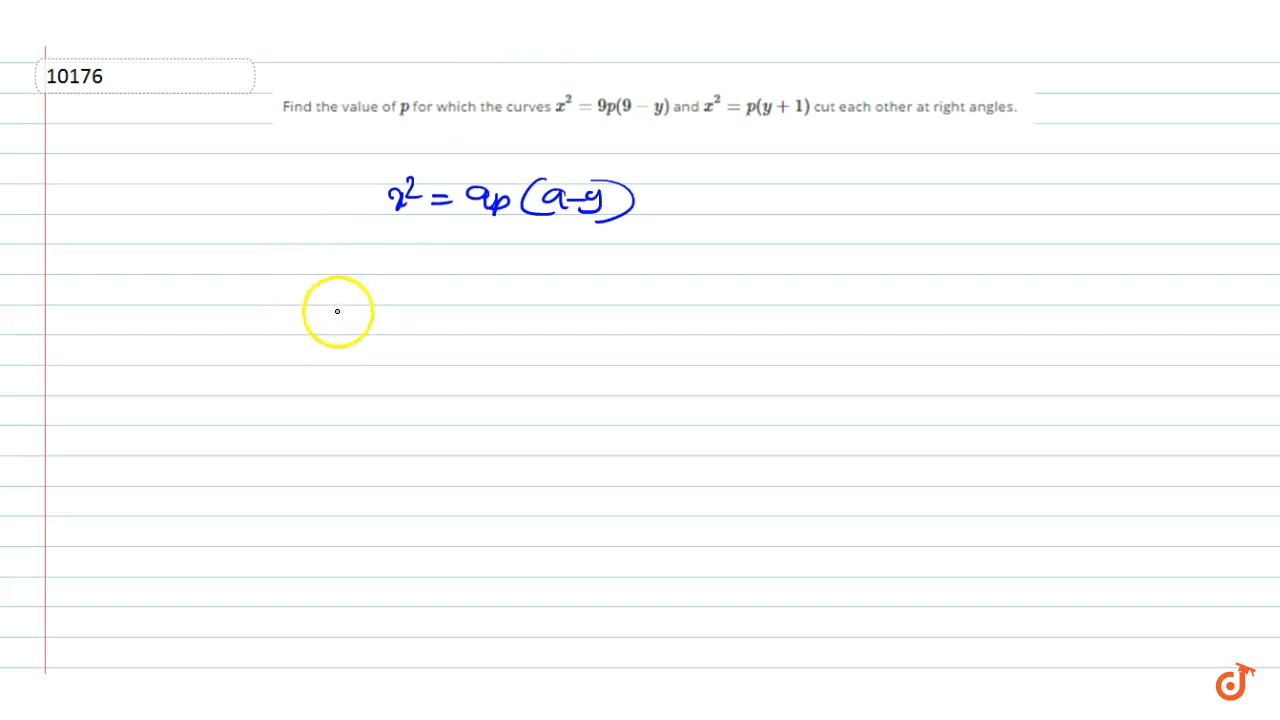 10176
Find the value of p for which the curves x² = 9p(9 − y) and x² = p(y + 1) cut each other at right angles.
x² = 9p (9−y)